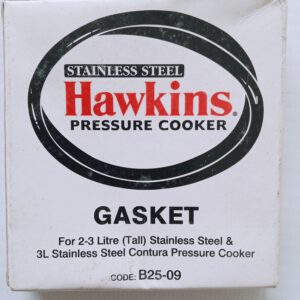 STAINLESS STEEL
Hawkins®
PRESSURE COOKER
GASKET
For 2-3 Litre (Tall) Stainless Steel &
3L Stainless Steel Contura Pressure Cooker
CODE: B25-09